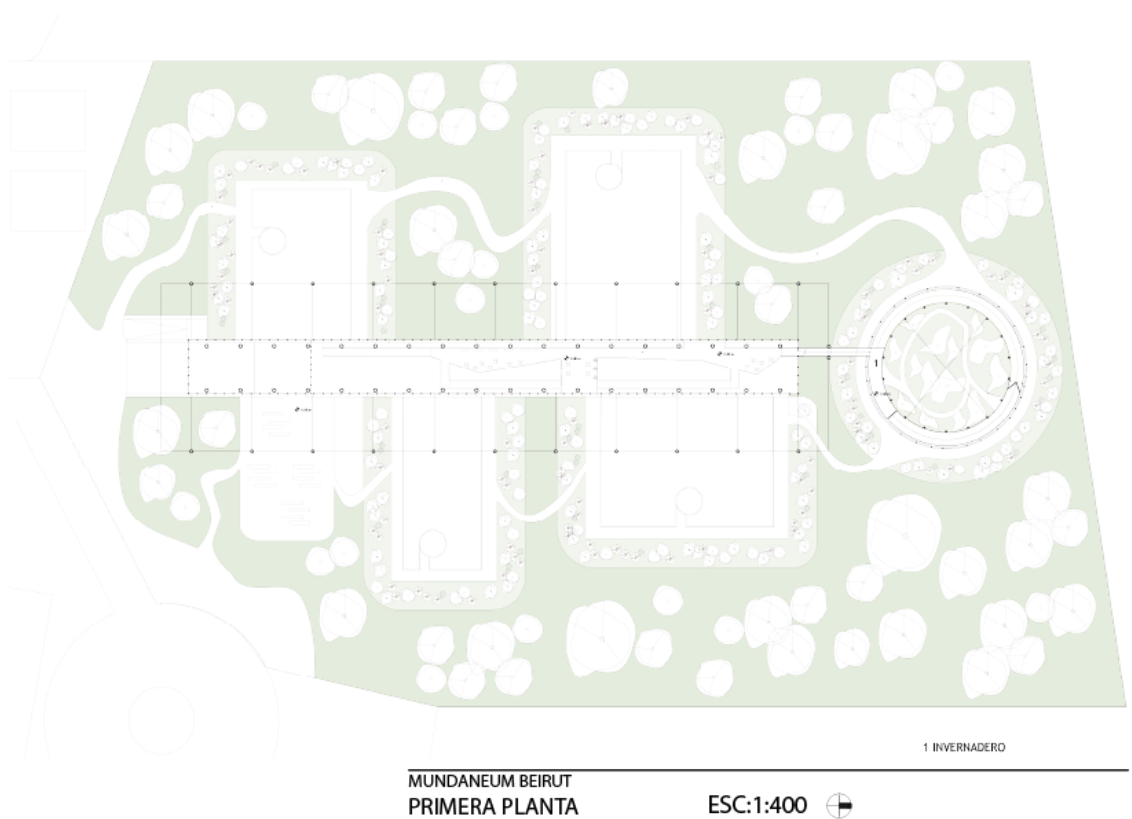 1
1 INVERNADERO
MUNDANEUM BEIRUT
PRIMERA PLANTA
ESC:1:400